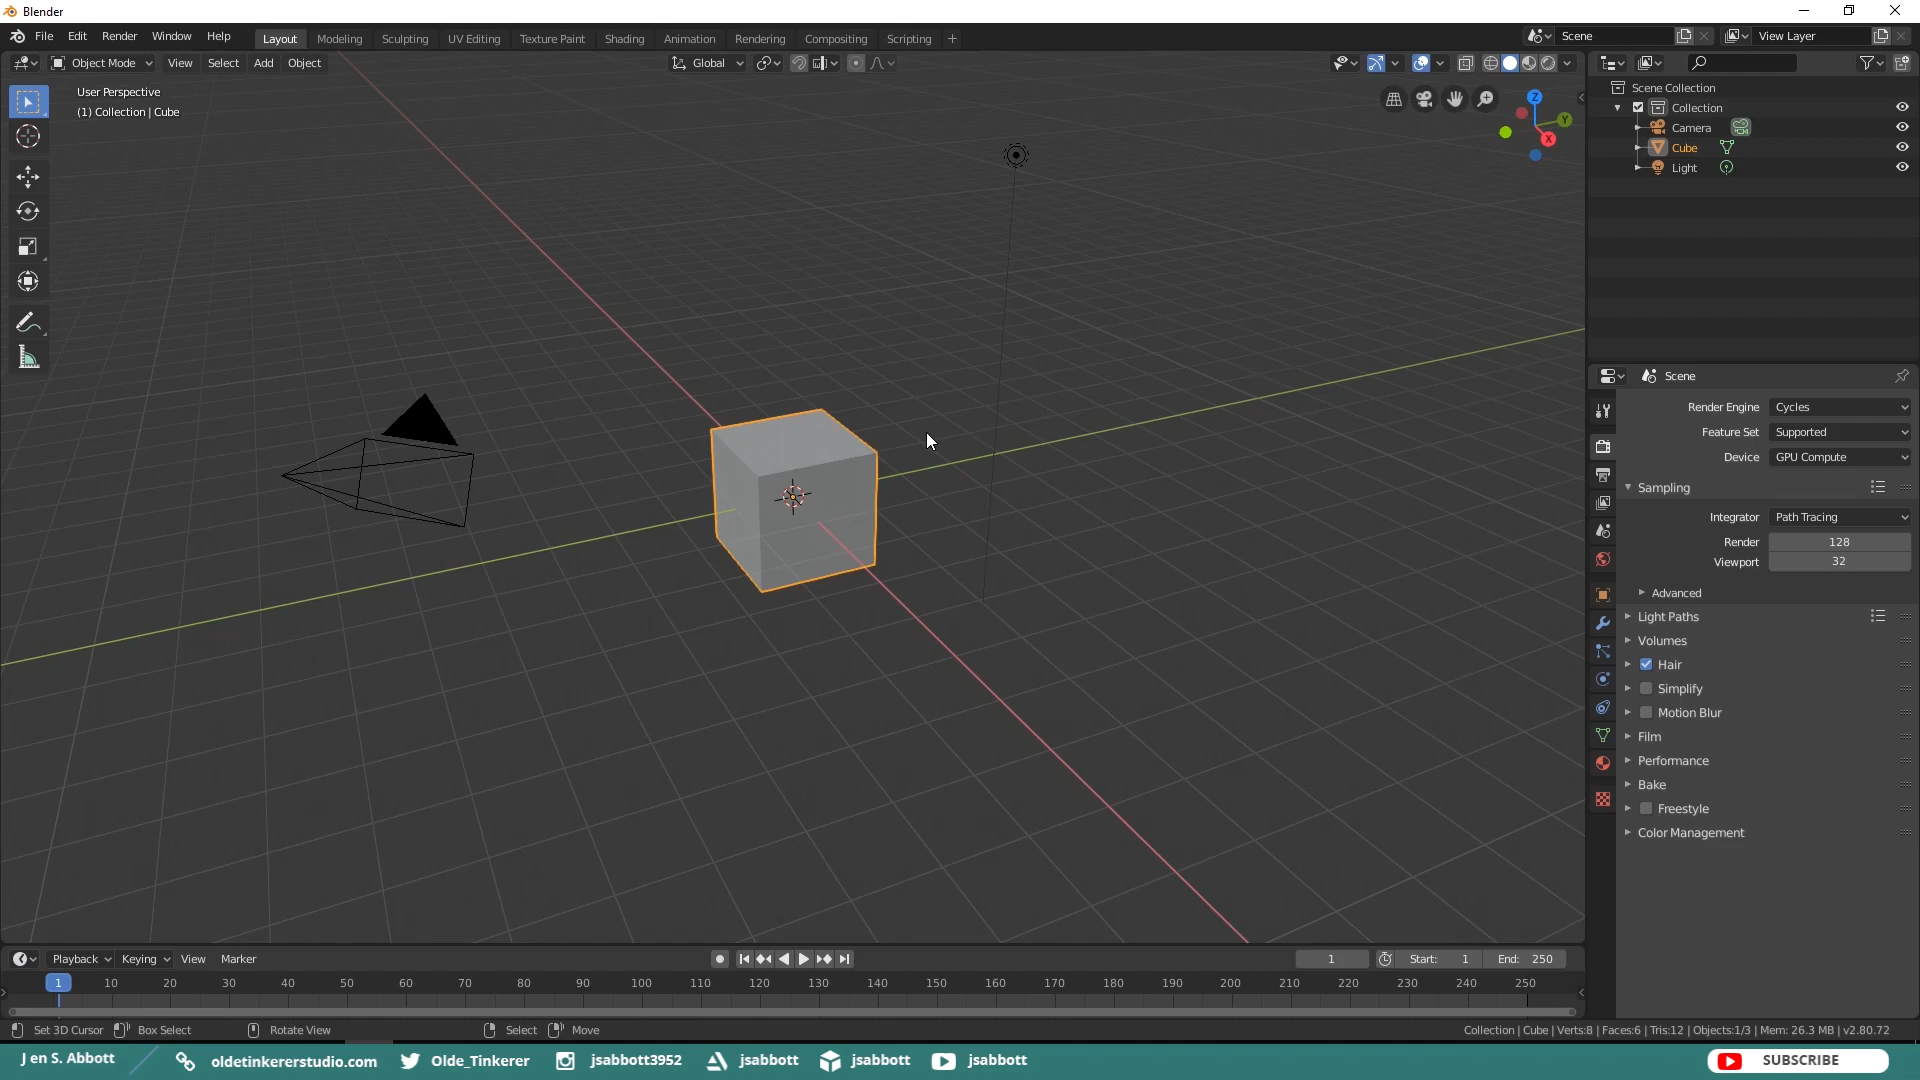 Blender
File Edit Render Window Help Layout Modeling Sculpting UV Editing Texture Paint Shading Animation Rendering Compositing Scripting + Scene View Layer
Object Mode View Select Add Object Global
User Perspective
(1) Collection | Cube
Z
Y
X
Scene Collection
Collection
Camera
Cube
Light
Scene
Render Engine Cycles
Feature Set Supported
Device GPU Compute
Sampling
Integrator Path Tracing
Render 128
Viewport 32
Advanced
Light Paths
Volumes
Hair
Simplify
Motion Blur
Film
Performance
Bake
Freestyle
Color Management
Playback Keying View Marker 1 Start: 1 End: 250
1 10 20 30 40 50 60 70 80 90 100 110 120 130 140 150 160 170 180 190 200 210 220 230 240 250
Set 3D Cursor Box Select Rotate View Select Move Collection | Cube | Verts:8 | Faces:6 | Tris:12 | Objects:1/3 | Mem: 26.3 MB | v2.80.72
J en S. Abbott oldetinkererstudio.com Olde_Tinkerer jsabbott3952 jsabbott jsabbott jsabbott SUBSCRIBE